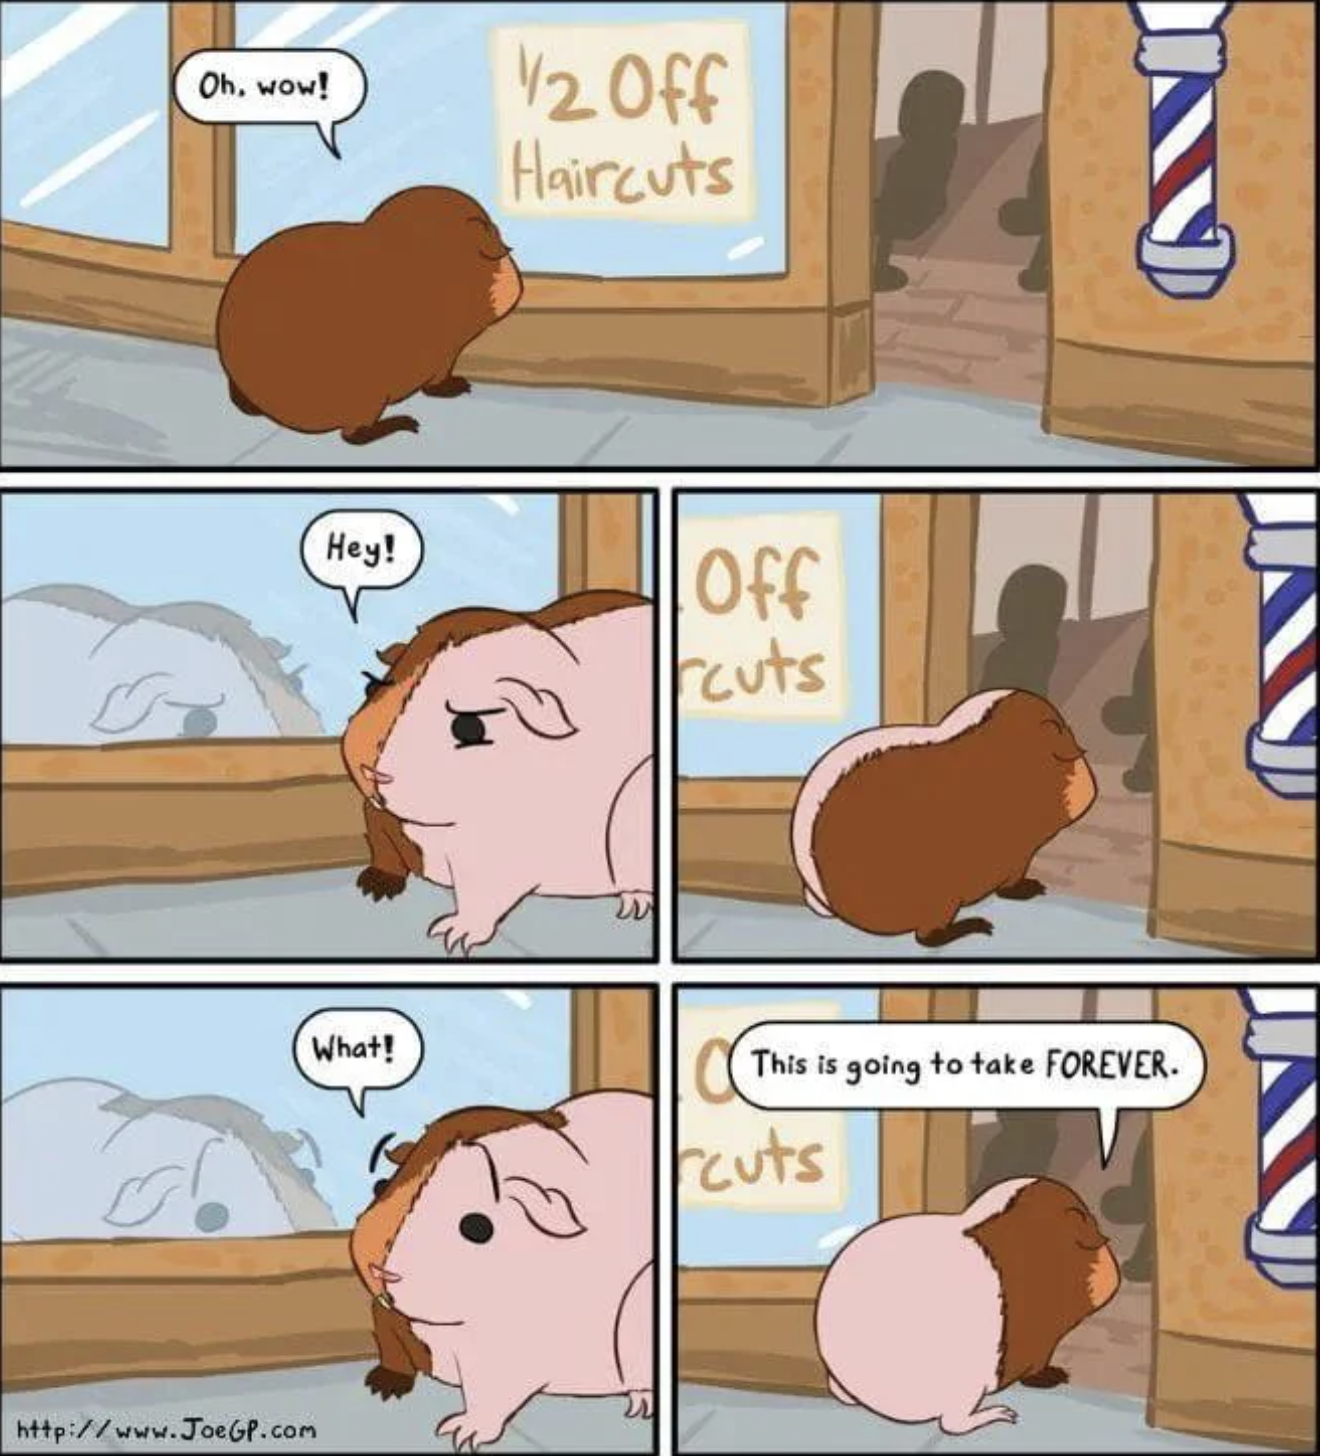 Oh, wow!
1/2 Off
Haircuts
Hey!
Off
rcuts
What!
This is going to take FOREVER.
rcuts
http://www.JoeGP.com